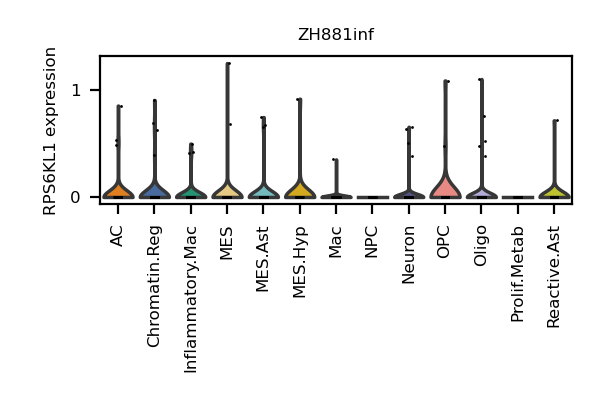 ZH881inf
RPS6KL1 expression
1
0
AC
Chromatin.Reg
Inflammatory.Mac
MES
MES.Ast
MES.Hyp
Mac
NPC
Neuron
OPC
Oligo
Prolif.Metab
Reactive.Ast